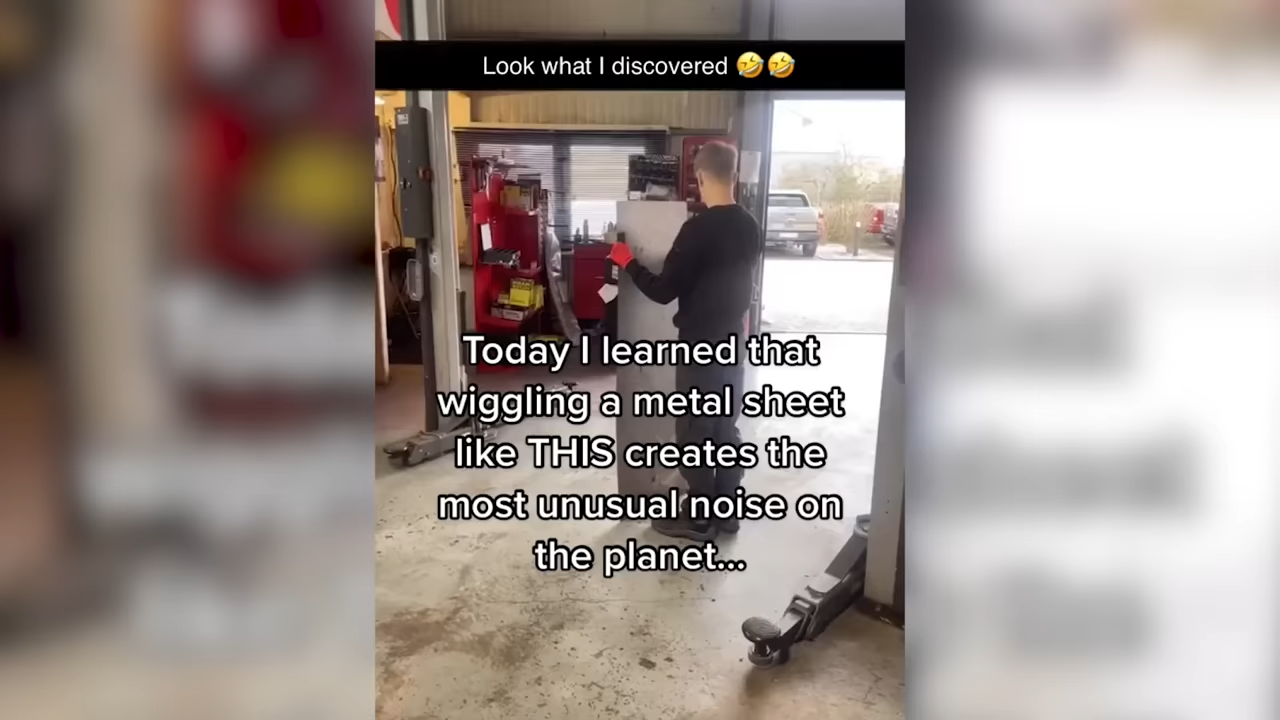 Look what I discovered 🤣🤣
Today I learned that
wiggling a metal sheet
like THIS creates the
most unusual noise on
the planet...